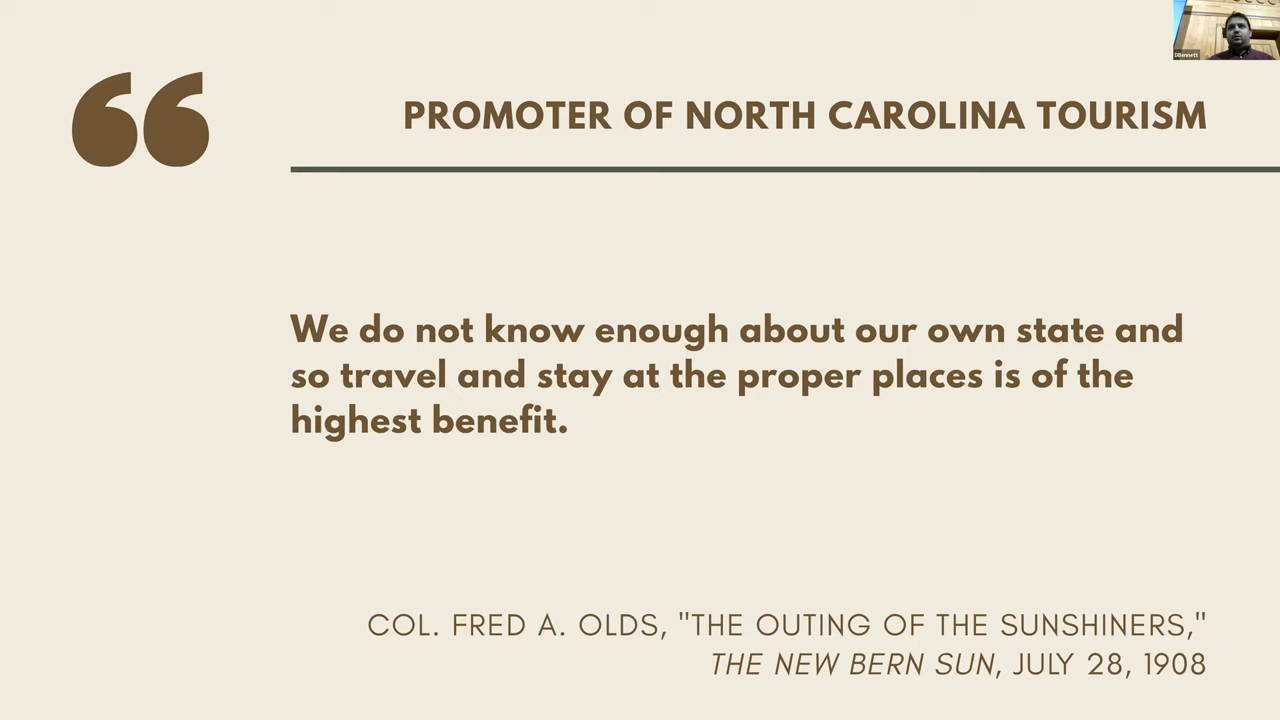 DBennett
“
PROMOTER OF NORTH CAROLINA TOURISM
We do not know enough about our own state and
so travel and stay at the proper places is of the
highest benefit.
COL. FRED A. OLDS, "THE OUTING OF THE SUNSHINERS,"
THE NEW BERN SUN, JULY 28, 1908